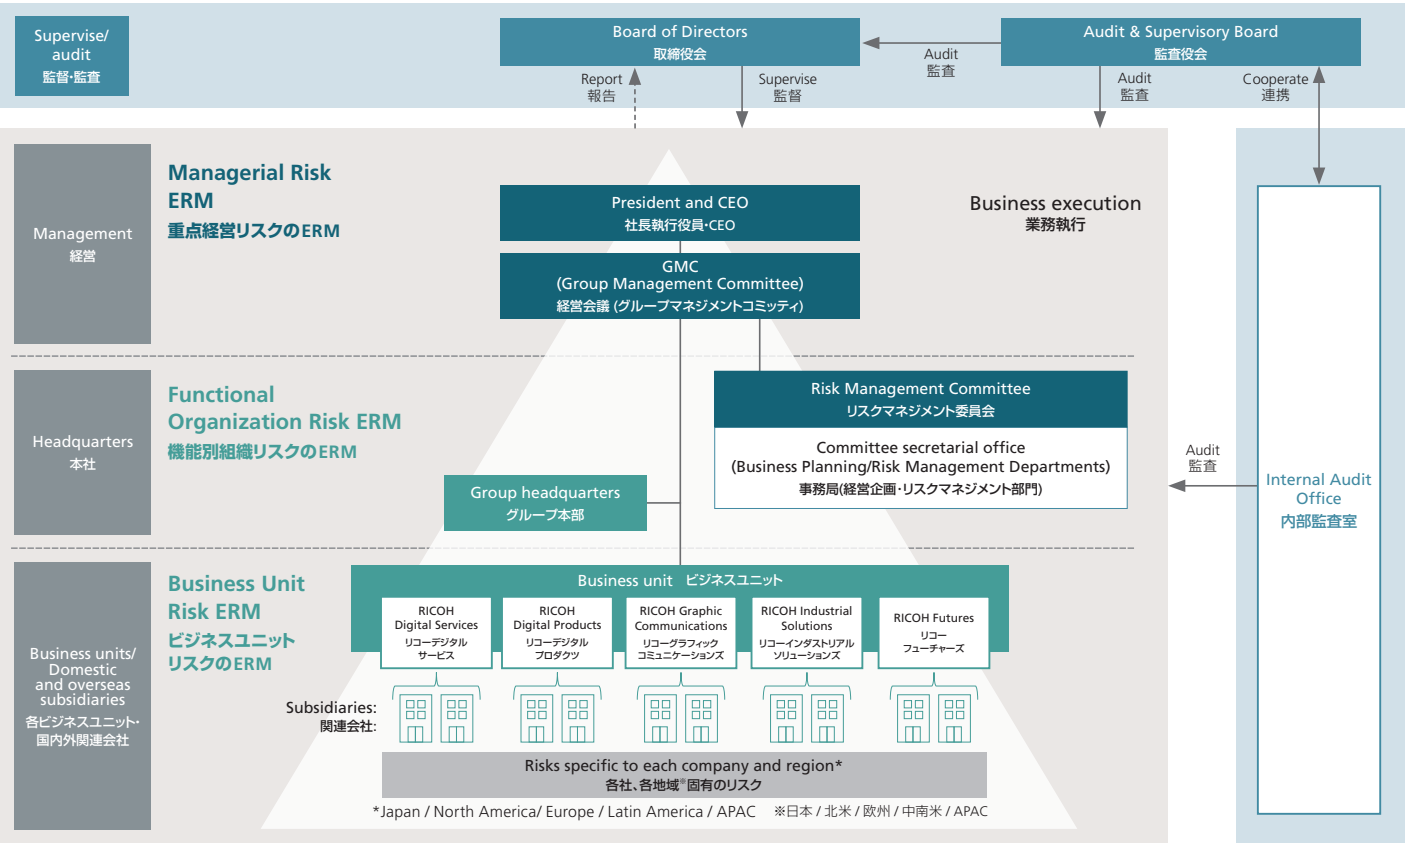 Supervise/
audit
監督・監査
Board of Directors
取締役会
Audit & Supervisory Board
監査役会
Audit
監査
Report
報告
Supervise
監督
Audit
監査
Cooperate
連携
Management
経営
Managerial Risk
ERM
重点経営リスクのERM
President and CEO
社長執行役員・CEO
GMC
(Group Management Committee)
経営会議 (グループマネジメントコミッティ)
Business execution
業務執行
Headquarters
本社
Functional
Organization Risk ERM
機能別組織リスクのERM
Risk Management Committee
リスクマネジメント委員会
Committee secretarial office
(Business Planning/Risk Management Departments)
事務局(経営企画・リスクマネジメント部門)
Group headquarters
グループ本部
Audit
監査
Internal Audit
Office
内部監査室
Business units/
Domestic
and overseas
subsidiaries
各ビジネスユニット・
国内外関連会社
Business Unit
Risk ERM
ビジネスユニット
リスクのERM
Business unit ビジネスユニット
RICOH
Digital Services
リコーデジタル
サービス
RICOH
Digital Products
リコーデジタル
プロダクツ
RICOH Graphic
Communications
リコーグラフィック
コミュニケーションズ
RICOH Industrial
Solutions
リコーインダストリアル
ソリューションズ
RICOH Futures
リコー
フューチャーズ
Subsidiaries:
関連会社:
Risks specific to each company and region*
各社、各地域※固有のリスク
*Japan / North America/ Europe / Latin America / APAC ※日本 / 北米 / 欧州 / 中南米 / APAC